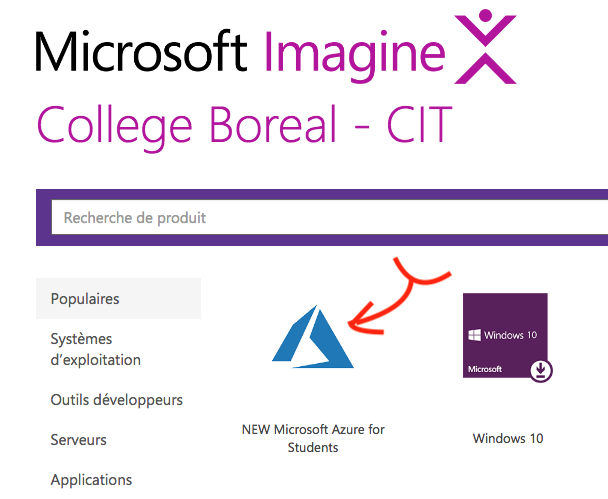 Microsoft Imagine
College Boreal - CIT
Recherche de produit
Populaires
Systèmes
d'exploitation
Outils développeurs
Serveurs
Applications
NEW Microsoft Azure for
Students
Windows 10
Microsoft
Windows 10